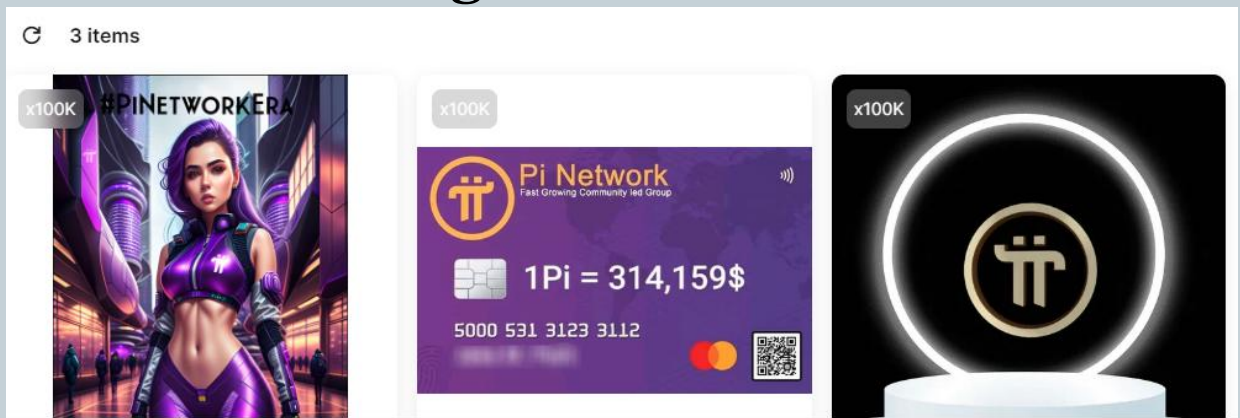 3 items
x100K
#PINETWORKERA
x100K
Pi Network
Fast Growing Community led Group
1Pi = 314,159$
5000 531 3123 3112
x100K